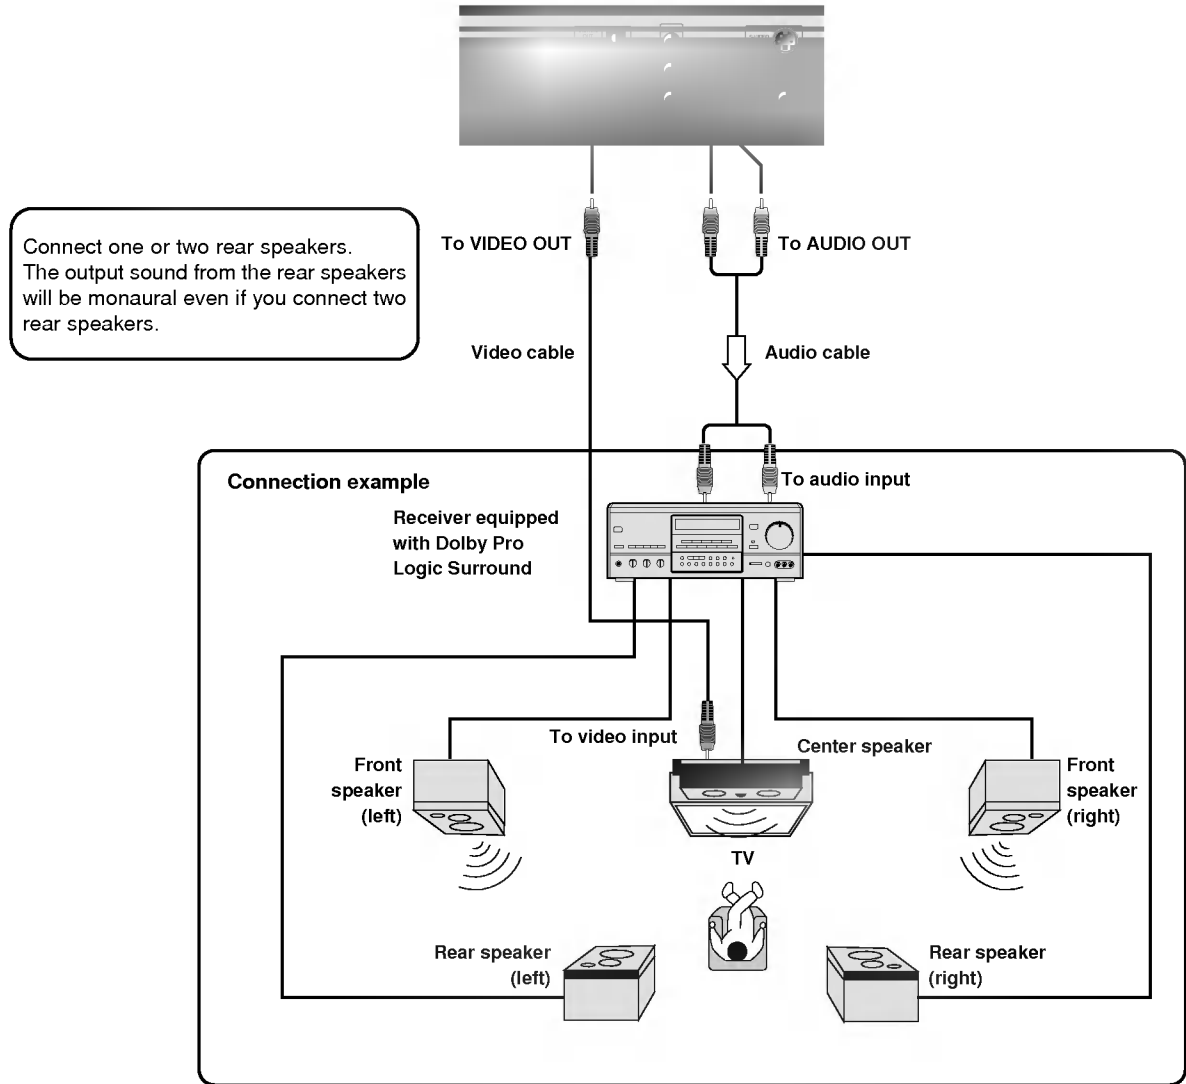 To VIDEO OUT
To AUDIO OUT
Connect one or two rear speakers.
The output sound from the rear speakers
will be monaural even if you connect two
rear speakers.
Video cable
Audio cable
Connection example
To audio input
Receiver equipped
with Dolby Pro
Logic Surround
To video input
Center speaker
Front
speaker
(left)
Front
speaker
(right)
TV
Rear speaker
(left)
Rear speaker
(right)